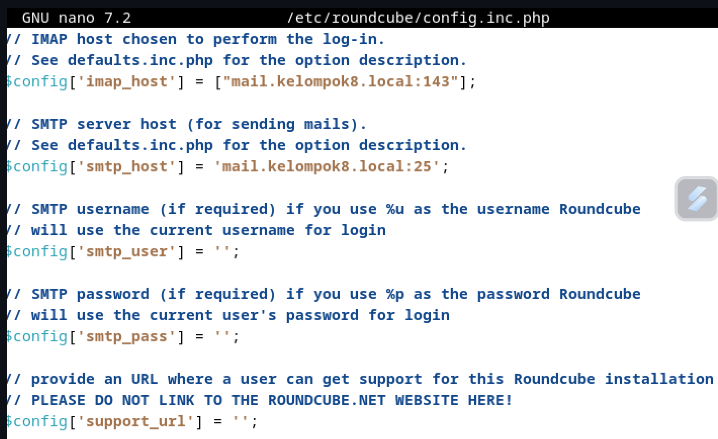 GNU nano 7.2 /etc/roundcube/config.inc.php
// IMAP host chosen to perform the log-in.
// See defaults.inc.php for the option description.
$config['imap_host'] = ["mail.kelompok8.local:143"];
// SMTP server host (for sending mails).
// See defaults.inc.php for the option description.
$config['smtp_host'] = 'mail.kelompok8.local:25';
// SMTP username (if required) if you use %u as the username Roundcube
// will use the current username for login
$config['smtp_user'] = '';
// SMTP password (if required) if you use %p as the password Roundcube
// will use the current user's password for login
$config['smtp_pass'] = '';
// provide an URL where a user can get support for this Roundcube installation
// PLEASE DO NOT LINK TO THE ROUNDCUBE.NET WEBSITE HERE!
$config['support_url'] = '';